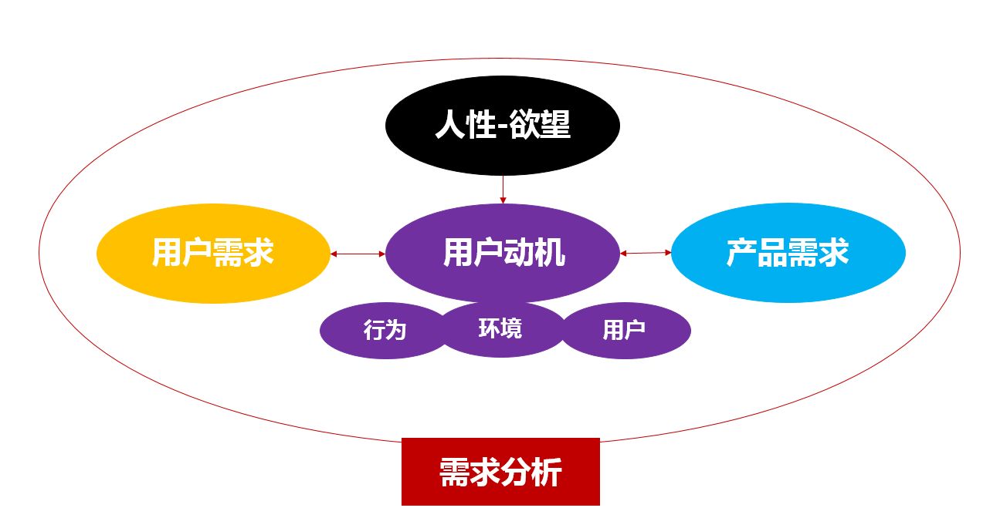 人性-欲望
用户需求
用户动机
产品需求
行为
环境
用户
需求分析